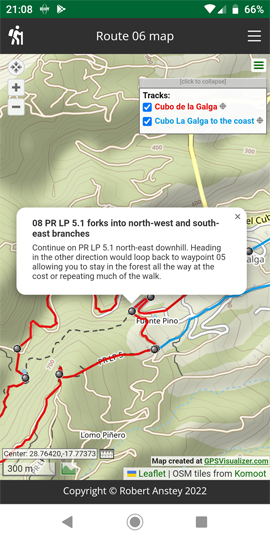 21:08
66%
Route 06 map
[click to collapse]
Tracks:
Cubo de la Galga
Cubo La Galga to the coast
400
200
08 PR LP 5.1 forks into north-west and south-
east branches
×
Continue on PR LP 5.1 north-east downhill. Heading
in the other direction would loop back to waypoint 05
allowing you to stay in the forest all the way at the
cost or repeating much of the walk.
el Cub
alga
Fuente Pino
PR LP 5
Lomo Piñero
Center: 28.76420,-17.77373
300 m
Map created at GPSVisualizer.com
Leaflet | OSM tiles from Komoot
Copyright © Robert Anstey 2022